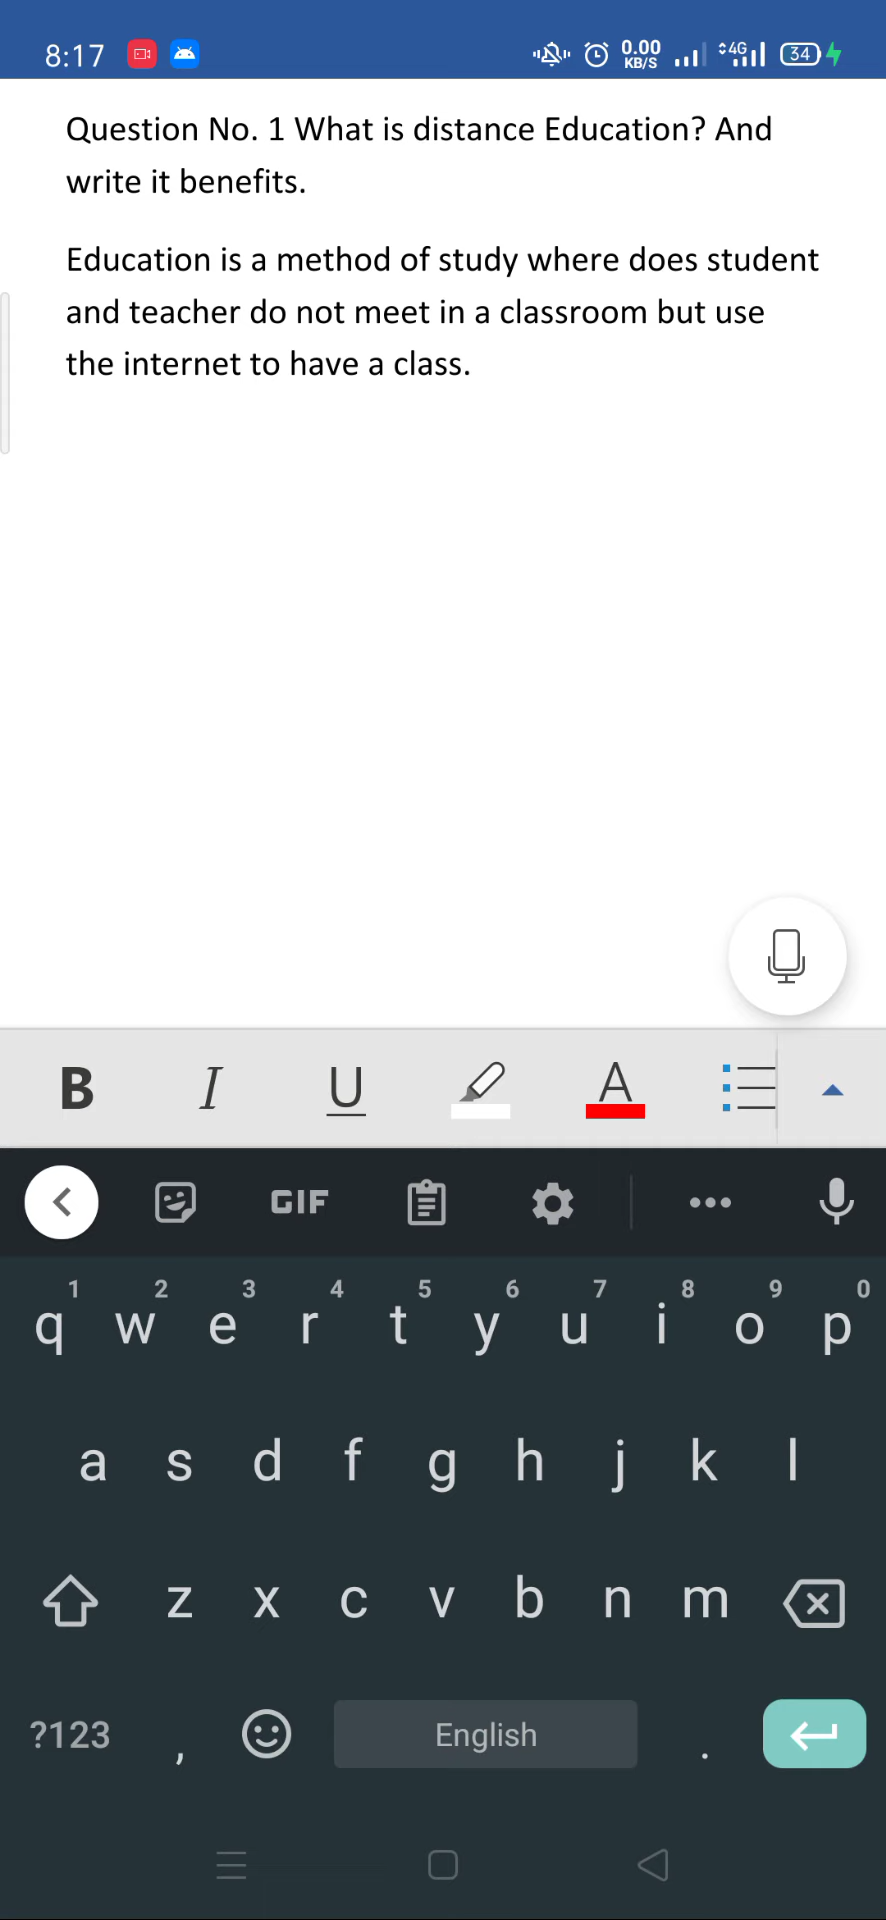 8:17 0.00 KB/S 4G 34
Question No. 1 What is distance Education? And
write it benefits.
Education is a method of study where does student
and teacher do not meet in a classroom but use
the internet to have a class.
B I U A
GIF
1 2 3 4 5 6 7 8 9 0
q w e r t y u i o p
a s d f g h j k l
z x c v b n m
?123 , English .